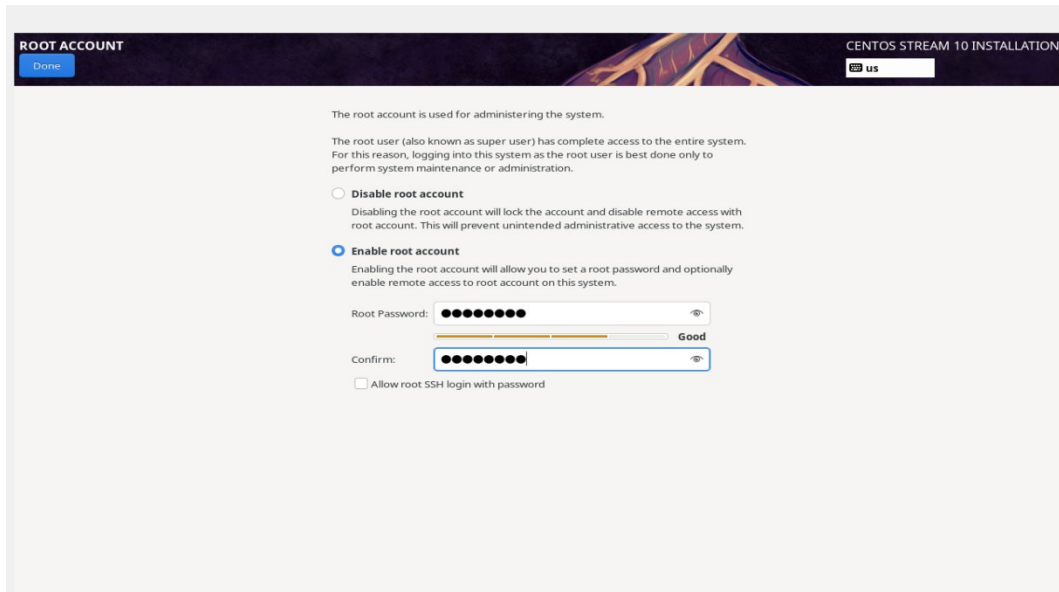 ROOT ACCOUNT
Done
CENTOS STREAM 10 INSTALLATION
us
The root account is used for administering the system.
The root user (also known as super user) has complete access to the entire system.
For this reason, logging into this system as the root user is best done only to
perform system maintenance or administration.
Disable root account
Disabling the root account will lock the account and disable remote access with
root account. This will prevent unintended administrative access to the system.
Enable root account
Enabling the root account will allow you to set a root password and optionally
enable remote access to root account on this system.
Root Password: ●●●●●●●●
Good
Confirm: ●●●●●●●●
Allow root SSH login with password